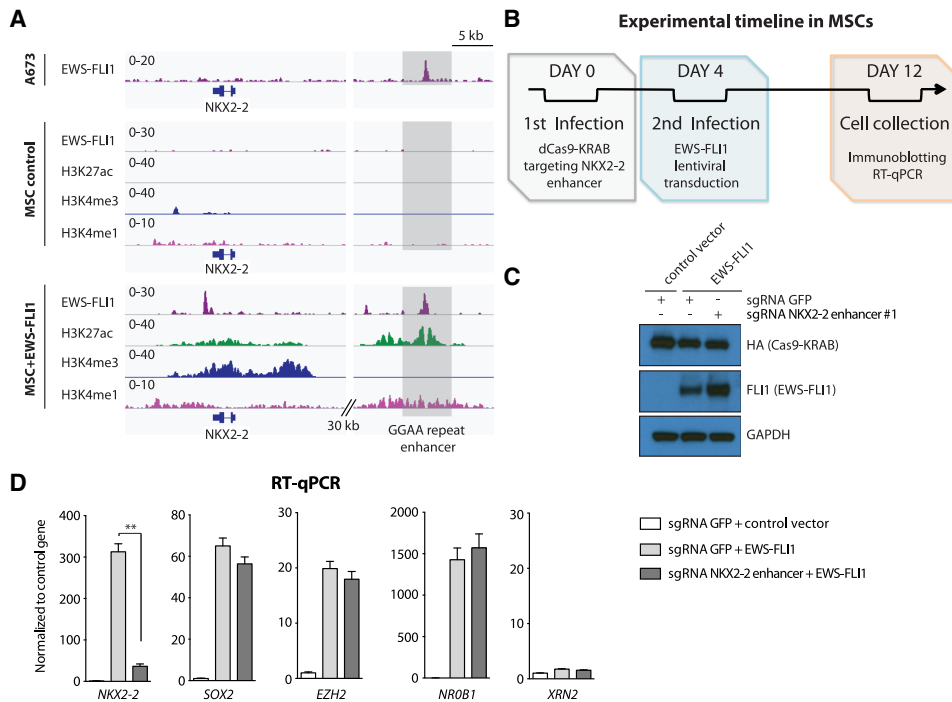 A
5 kb
A673
EWS-FLI1
0–20
NKX2-2
MSC control
EWS-FLI1
0–30
H3K27ac
0–40
H3K4me3
0–40
H3K4me1
0–10
NKX2-2
MSC+EWS-FLI1
EWS-FLI1
0–30
H3K27ac
0–40
H3K4me3
0–40
H3K4me1
0–10
NKX2-2
30 kb
GGAA repeat
enhancer
B
Experimental timeline in MSCs
DAY 0
1st Infection
dCas9-KRAB
targeting NKX2-2
enhancer
DAY 4
2nd Infection
EWS-FLI1
lentiviral
transduction
DAY 12
Cell collection
Immunoblotting
RT-qPCR
C
control vector
EWS-FLI1
+ + - sgRNA GFP
- - + sgRNA NKX2-2 enhancer #1
HA (Cas9-KRAB)
FLI1 (EWS-FLI1)
GAPDH
D
RT-qPCR
Normalized to control gene
400
300
200
100
0
**
NKX2-2
80
60
40
20
0
SOX2
30
20
10
0
EZH2
2000
1500
1000
500
0
NR0B1
30
20
10
0
XRN2
sgRNA GFP + control vector
sgRNA GFP + EWS-FLI1
sgRNA NKX2-2 enhancer + EWS-FLI1